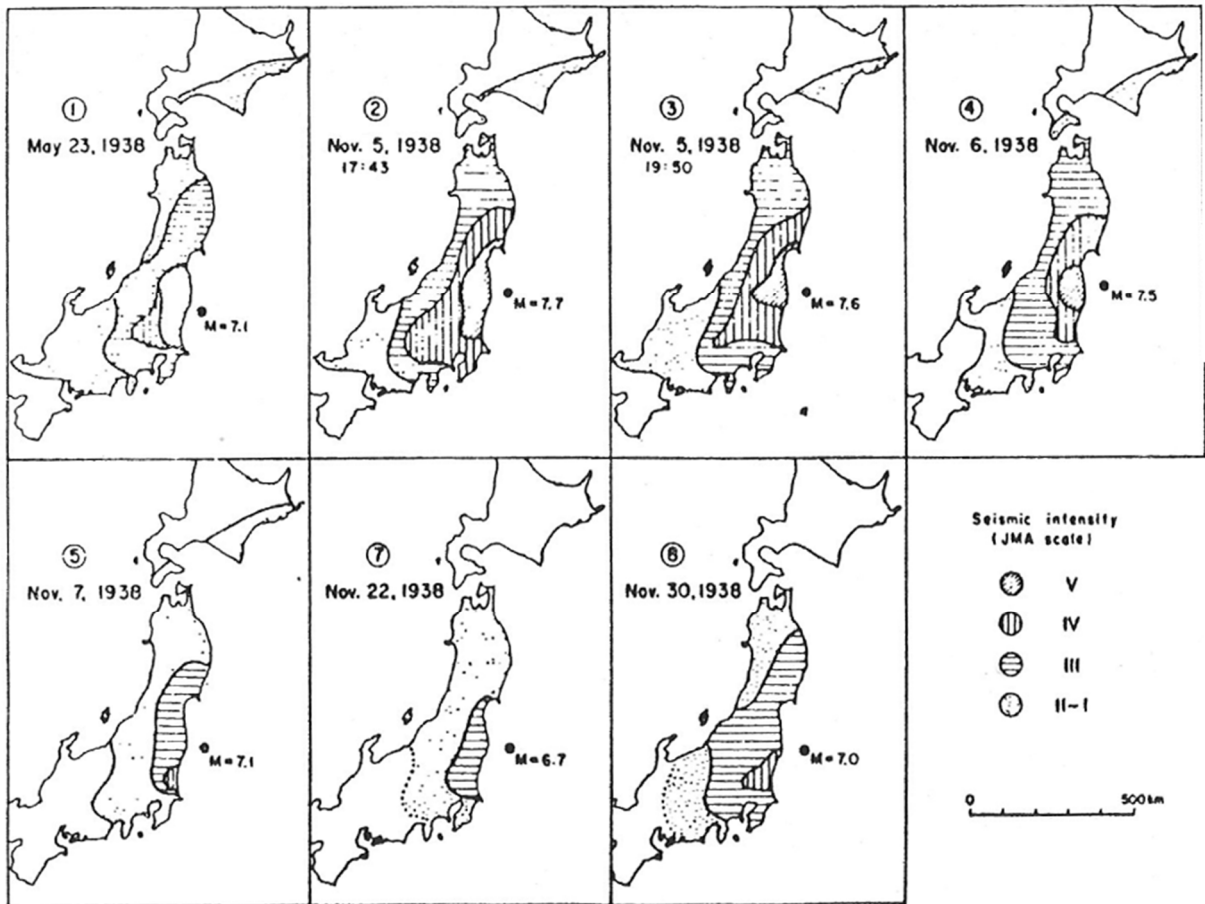 ①
May 23, 1938
M=7.1
②
Nov. 5, 1938
17:43
M=7.7
③
Nov. 5, 1938
19:50
M=7.6
④
Nov. 6, 1938
M=7.5
⑤
Nov. 7, 1938
M=7.1
⑦
Nov. 22, 1938
M=6.7
⑧
Nov. 30, 1938
M=7.0
Seismic intensity
(JMA scale)
V
IV
III
II~I
0 500km